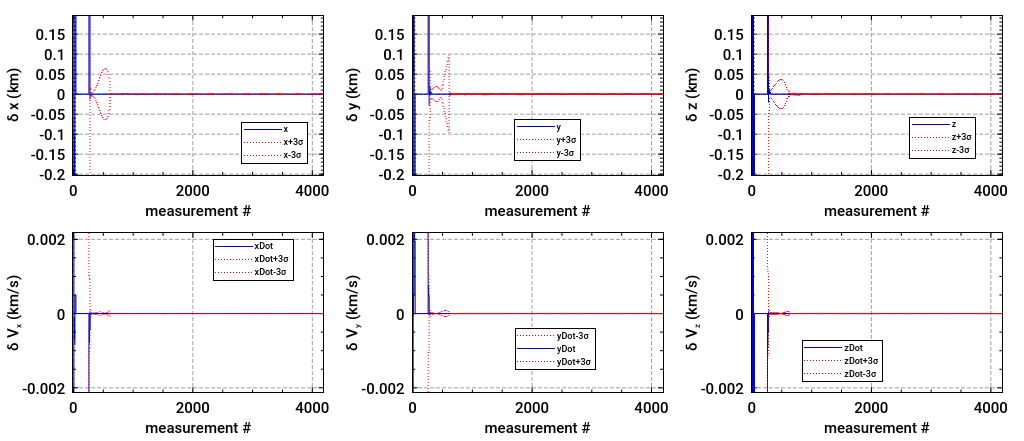 δ x (km)
0.15
0.1
0.05
0
-0.05
-0.1
-0.15
-0.2
x
x+3σ
x-3σ
0
2000
4000
measurement #
δ y (km)
0.15
0.1
0.05
0
-0.05
-0.1
-0.15
-0.2
y
y+3σ
y-3σ
0
2000
4000
measurement #
δ z (km)
0.15
0.1
0.05
0
-0.05
-0.1
-0.15
-0.2
z
z+3σ
z-3σ
0
2000
4000
measurement #
δ Vx (km/s)
0.002
0
-0.002
xDot
xDot+3σ
xDot-3σ
0
2000
4000
measurement #
δ Vy (km/s)
0.002
0
-0.002
yDot-3σ
yDot
yDot+3σ
0
2000
4000
measurement #
δ Vz (km/s)
0.002
0
-0.002
zDot
zDot+3σ
zDot-3σ
0
2000
4000
measurement #